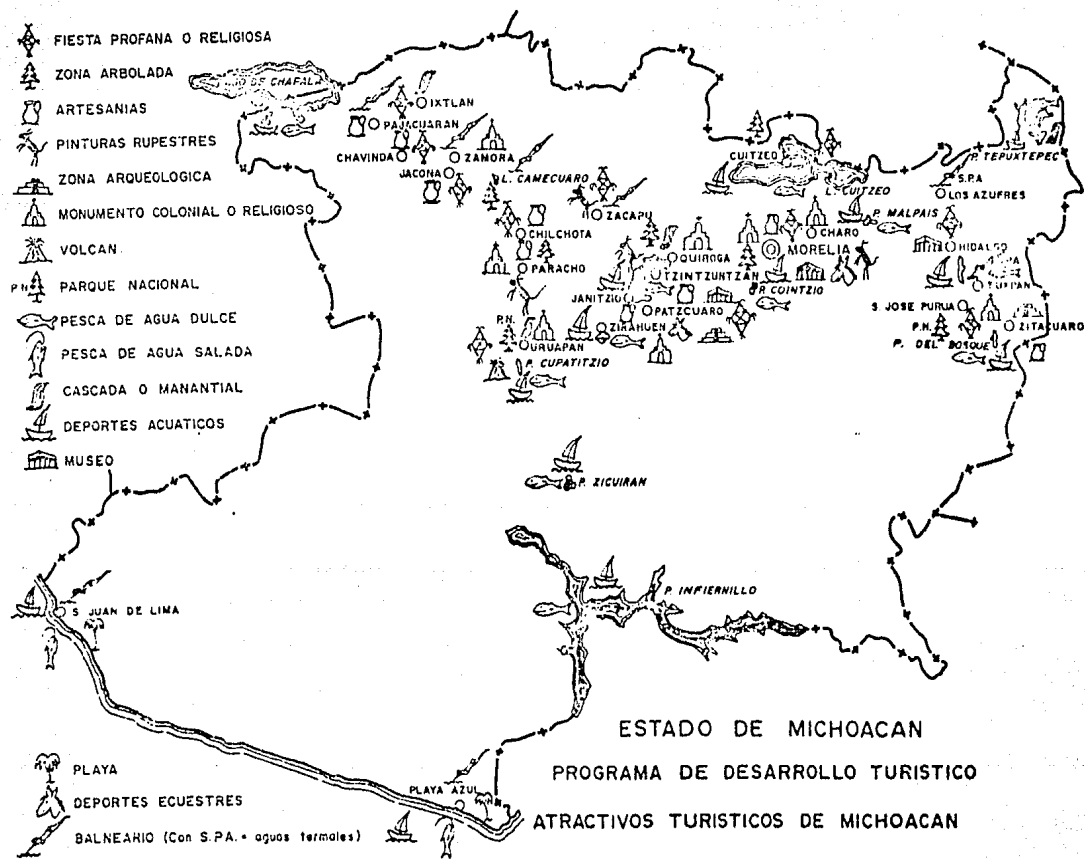 FIESTA PROFANA O RELIGIOSA
ZONA ARBOLADA
ARTESANIAS
PINTURAS RUPESTRES
ZONA ARQUEOLOGICA
MONUMENTO COLONIAL O RELIGIOSO
VOLCAN
P.N. PARQUE NACIONAL
PESCA DE AGUA DULCE
PESCA DE AGUA SALADA
CASCADA O MANANTIAL
DEPORTES ACUATICOS
MUSEO
DE CHAPALA
IXTLAN
PAJACUARAN
CHAVINDA
ZAMORA
JACONA
L. CAMECUARO
ZACAPU
CHILCHOTA
PARACHO
QUIROGA
TZINTZUNTZAN
JANITZIO
PATZCUARO
ZIRAHUEN
P.N.
URUAPAN
P. CUPATITZIO
CUITZEO
L. CUITZEO
CHARO
MORELIA
P. COINTZIO
P. MALPAIS
P. TEPUXTEPEC
S.P.A
LOS AZUFRES
HIDALGO
TUXPAN
S. JOSE PURUA
P.N.
ZITACUARO
P. DEL BOSQUE
P. ZICUIRAN
P. INFIERNILLO
S. JUAN DE LIMA
PLAYA AZUL
PLAYA
DEPORTES ECUESTRES
BALNEARIO (Con S.P.A. = aguas termales)
ESTADO DE MICHOACAN
PROGRAMA DE DESARROLLO TURISTICO
ATRACTIVOS TURISTICOS DE MICHOACAN